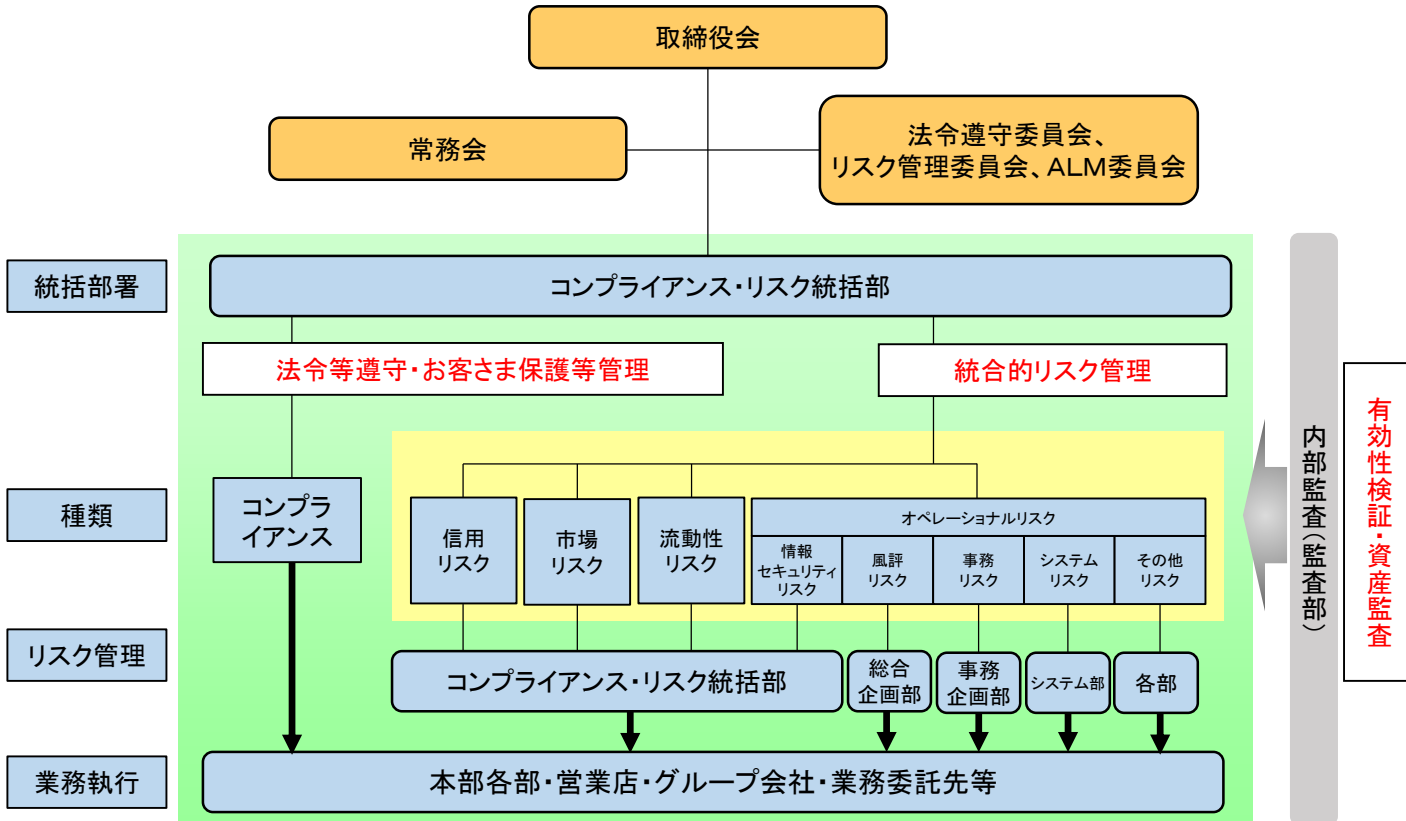 取締役会
常務会
法令遵守委員会、
リスク管理委員会、ALM委員会
統括部署
コンプライアンス・リスク統括部
法令等遵守・お客さま保護等管理
統合的リスク管理
種類
コンプラ
イアンス
信用
リスク
市場
リスク
流動性
リスク
オペレーショナルリスク
情報
セキュリティ
リスク
風評
リスク
事務
リスク
システム
リスク
その他
リスク
リスク管理
コンプライアンス・リスク統括部
総合
企画部
事務
企画部
システム部
各部
業務執行
本部各部・営業店・グループ会社・業務委託先等
内部監査（監査部）
有効性検証・資産監査